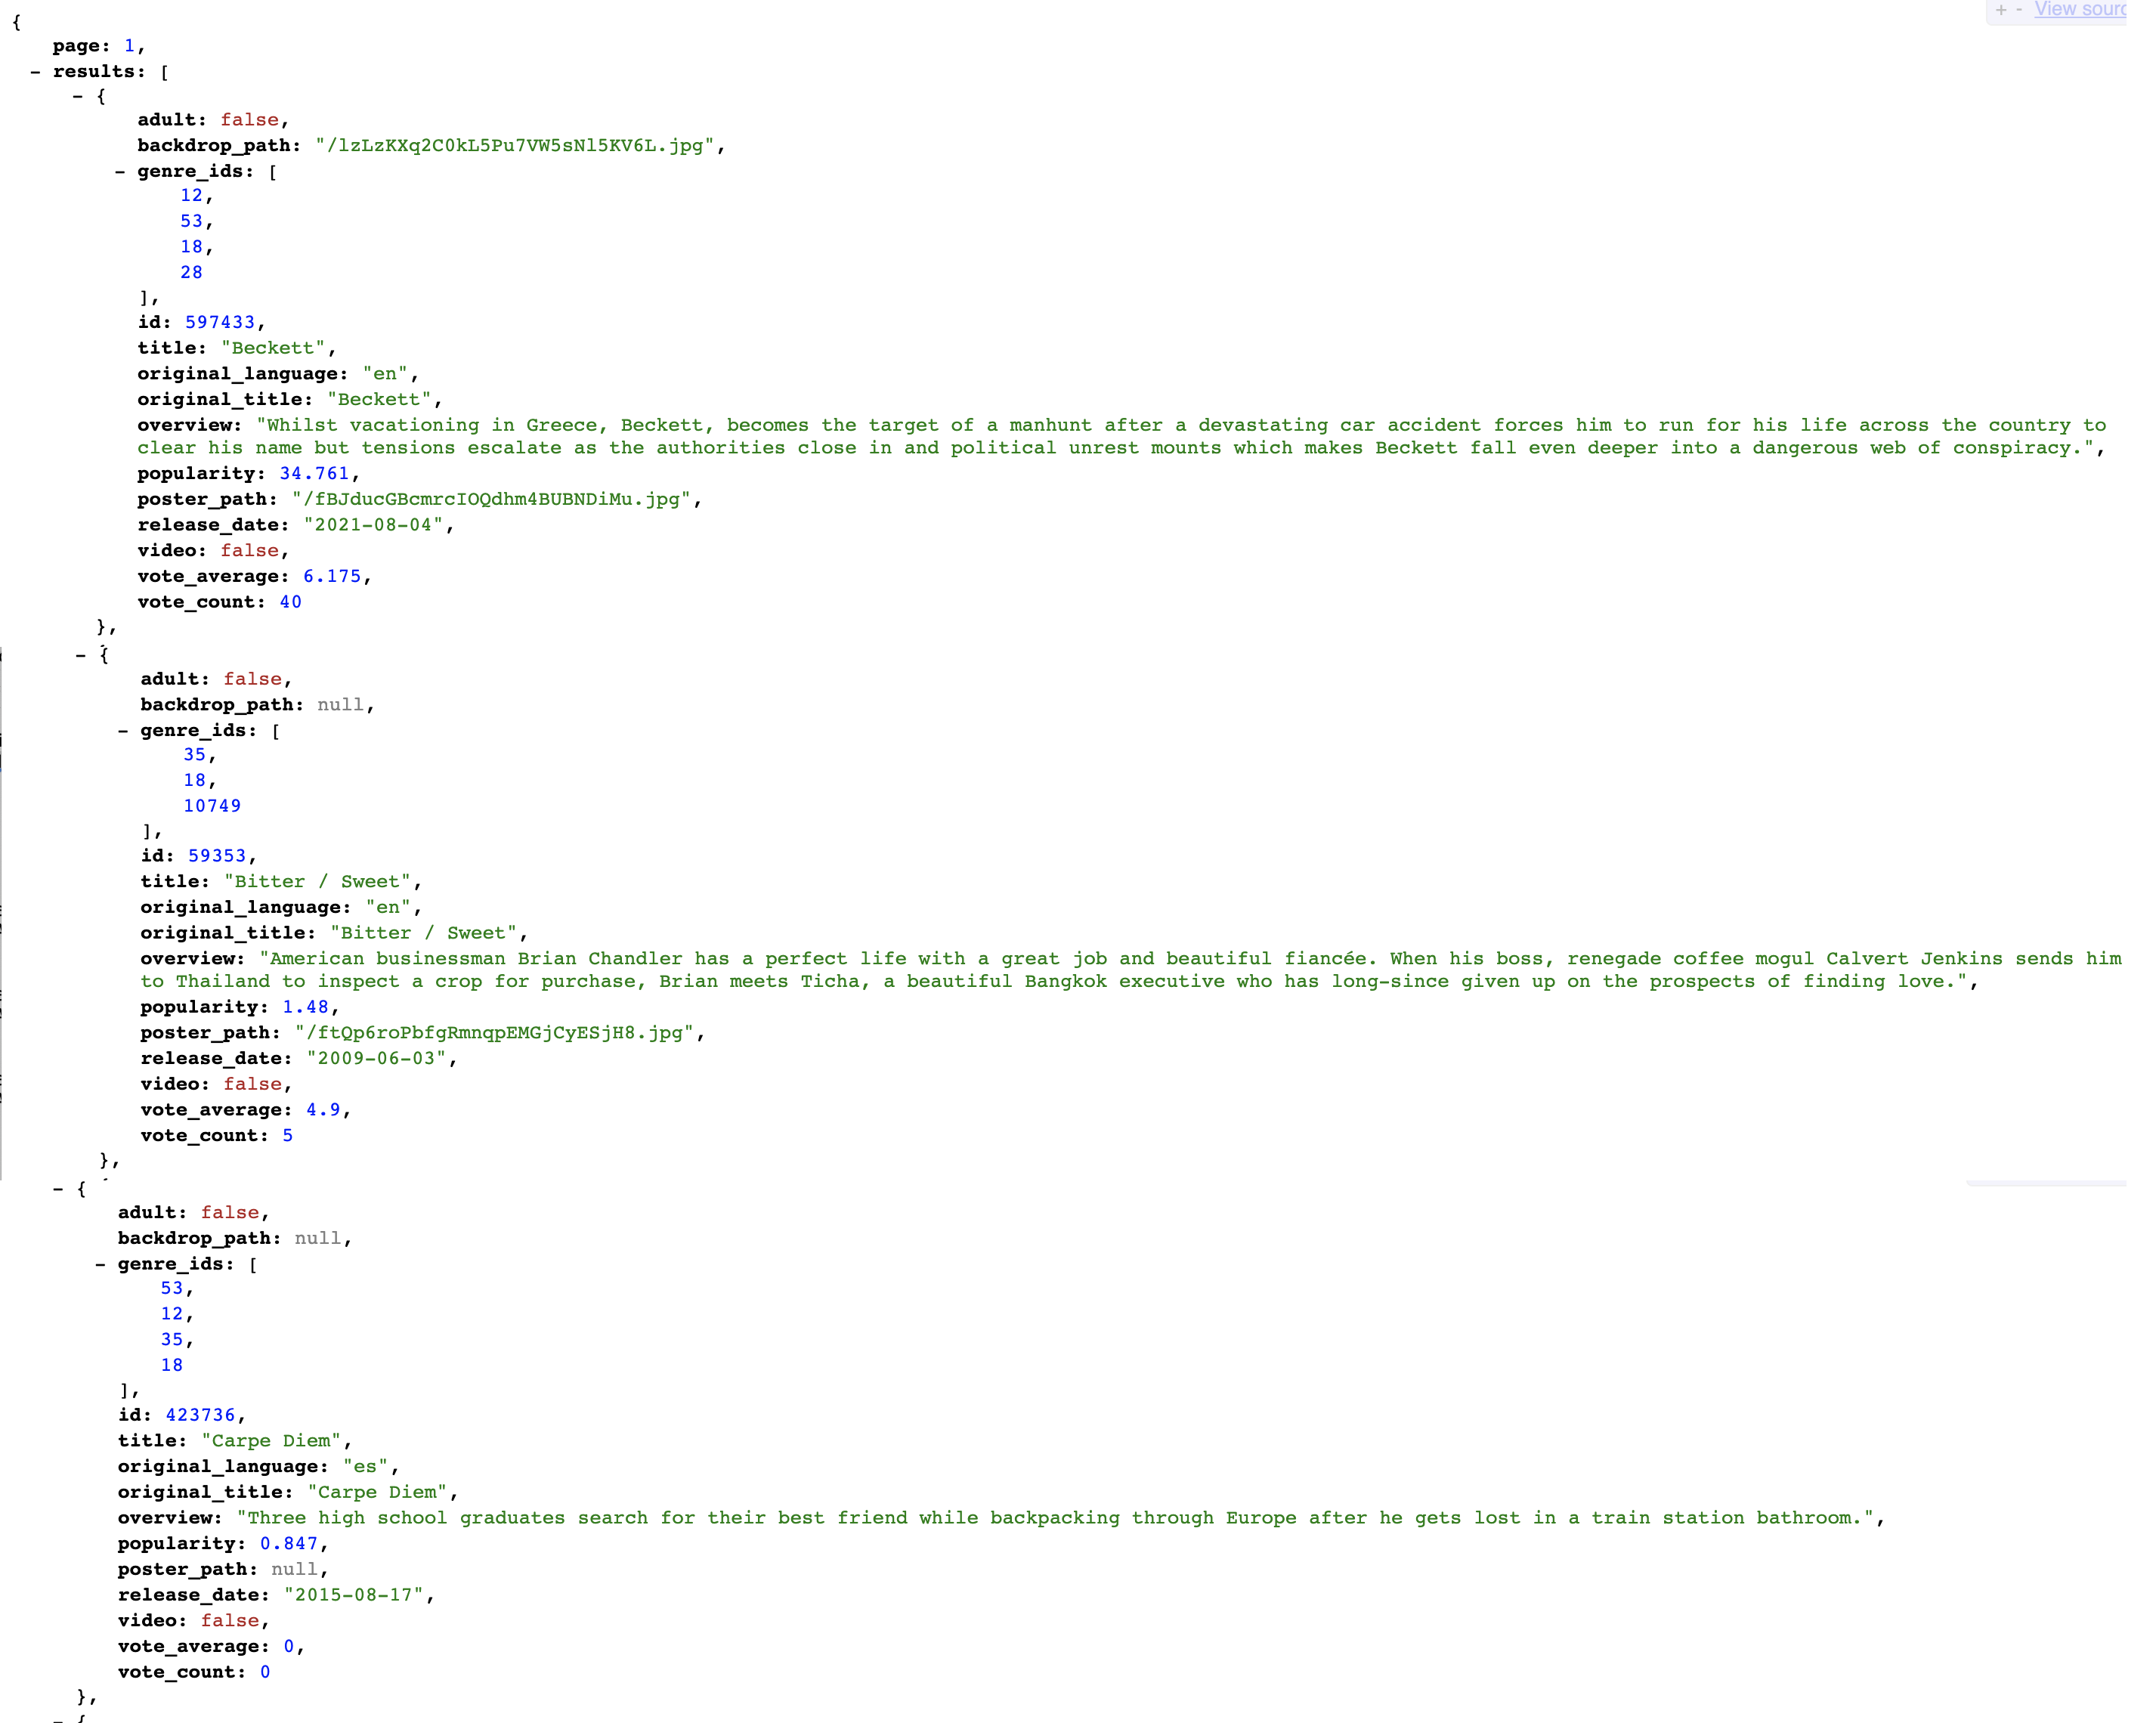 + - View sourc
{
page: 1,
- results: [
- {
adult: false,
backdrop_path: "/lzLzKXq2C0kL5Pu7VW5sNl5KV6L.jpg",
- genre_ids: [
12,
53,
18,
28
],
id: 597433,
title: "Beckett",
original_language: "en",
original_title: "Beckett",
overview: "Whilst vacationing in Greece, Beckett, becomes the target of a manhunt after a devastating car accident forces him to run for his life across the country to
clear his name but tensions escalate as the authorities close in and political unrest mounts which makes Beckett fall even deeper into a dangerous web of conspiracy.",
popularity: 34.761,
poster_path: "/fBJducGBcmrcIOQdhm4BUBNDiMu.jpg",
release_date: "2021-08-04",
video: false,
vote_average: 6.175,
vote_count: 40
},
- {
adult: false,
backdrop_path: null,
- genre_ids: [
35,
18,
10749
],
id: 59353,
title: "Bitter / Sweet",
original_language: "en",
original_title: "Bitter / Sweet",
overview: "American businessman Brian Chandler has a perfect life with a great job and beautiful fiancée. When his boss, renegade coffee mogul Calvert Jenkins sends him
to Thailand to inspect a crop for purchase, Brian meets Ticha, a beautiful Bangkok executive who has long-since given up on the prospects of finding love.",
popularity: 1.48,
poster_path: "/ftQp6roPbfgRmnqpEMGjCyESjH8.jpg",
release_date: "2009-06-03",
video: false,
vote_average: 4.9,
vote_count: 5
},
- {
adult: false,
backdrop_path: null,
- genre_ids: [
53,
12,
35,
18
],
id: 423736,
title: "Carpe Diem",
original_language: "es",
original_title: "Carpe Diem",
overview: "Three high school graduates search for their best friend while backpacking through Europe after he gets lost in a train station bathroom.",
popularity: 0.847,
poster_path: null,
release_date: "2015-08-17",
video: false,
vote_average: 0,
vote_count: 0
},
- {